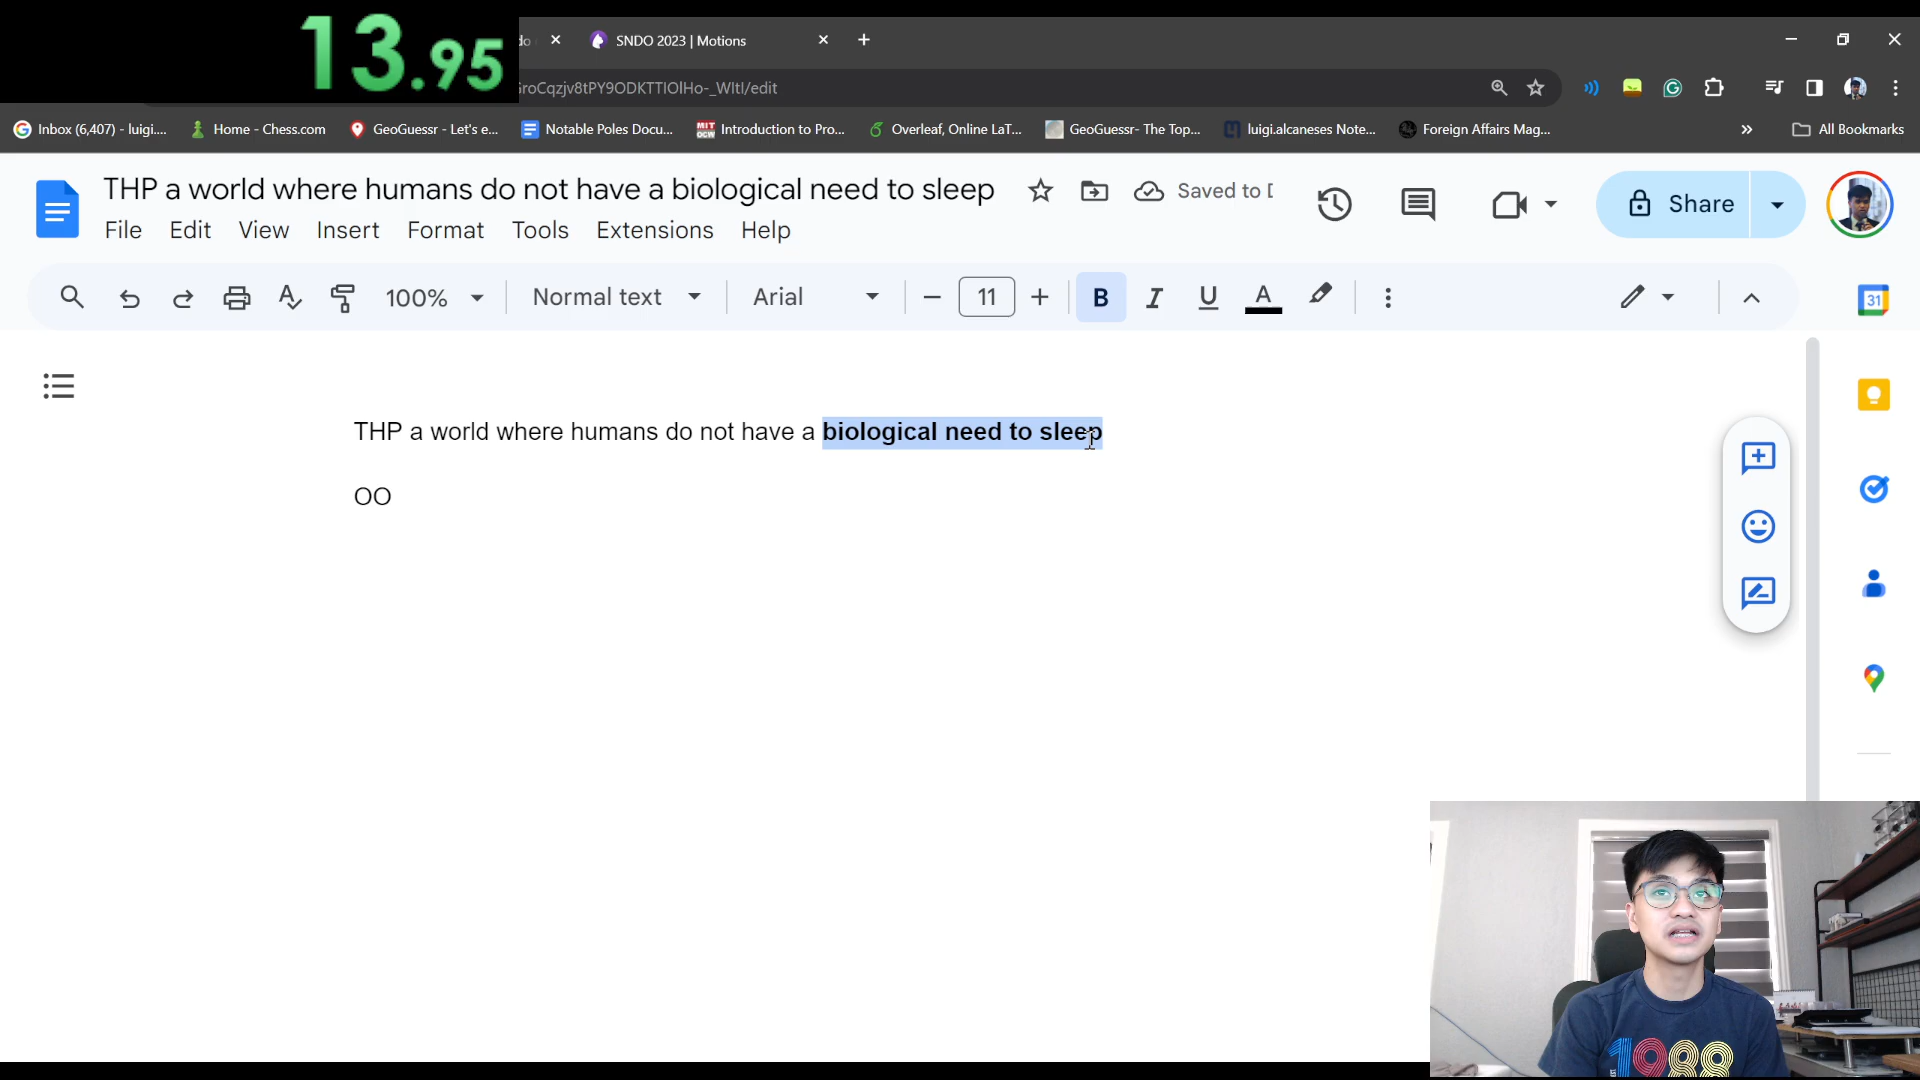 13.95
SNDO 2023 | Motions
roCqzjv8tPY9ODKTTIOlHo-_WItI/edit
Inbox (6,407) - luigi....
Home - Chess.com
GeoGuessr - Let's e...
Notable Poles Docu...
Introduction to Pro...
Overleaf, Online LaT...
GeoGuessr- The Top...
luigi.alcaneses Note...
Foreign Affairs Mag...
All Bookmarks
THP a world where humans do not have a biological need to sleep
Saved to
Share
File Edit View Insert Format Tools Extensions Help
100% Normal text Arial 11 B I U A
31
THP a world where humans do not have a biological need to sleep
OO
1988